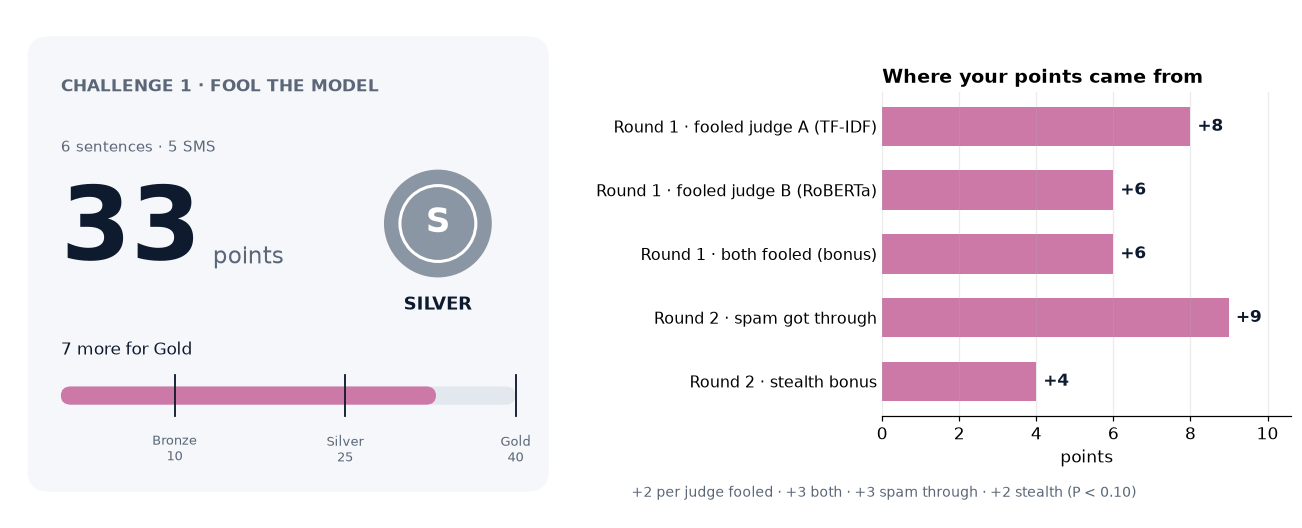 CHALLENGE 1 · FOOL THE MODEL
6 sentences · 5 SMS
33 points
S
SILVER
7 more for Gold
Bronze
10
Silver
25
Gold
40
Where your points came from
Round 1 · fooled judge A (TF-IDF)
+8
Round 1 · fooled judge B (RoBERTa)
+6
Round 1 · both fooled (bonus)
+6
Round 2 · spam got through
+9
Round 2 · stealth bonus
+4
0 2 4 6 8 10
points
+2 per judge fooled · +3 both · +3 spam through · +2 stealth (P < 0.10)